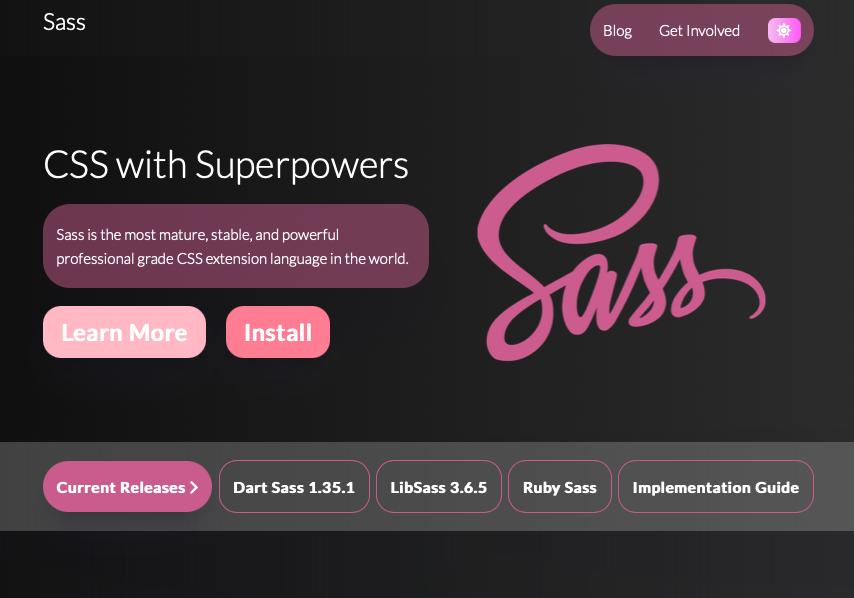 Sass
Blog
Get Involved
CSS with Superpowers
Sass is the most mature, stable, and powerful
professional grade CSS extension language in the world.
Learn More
Install
Sass
Current Releases
Dart Sass 1.35.1
LibSass 3.6.5
Ruby Sass
Implementation Guide